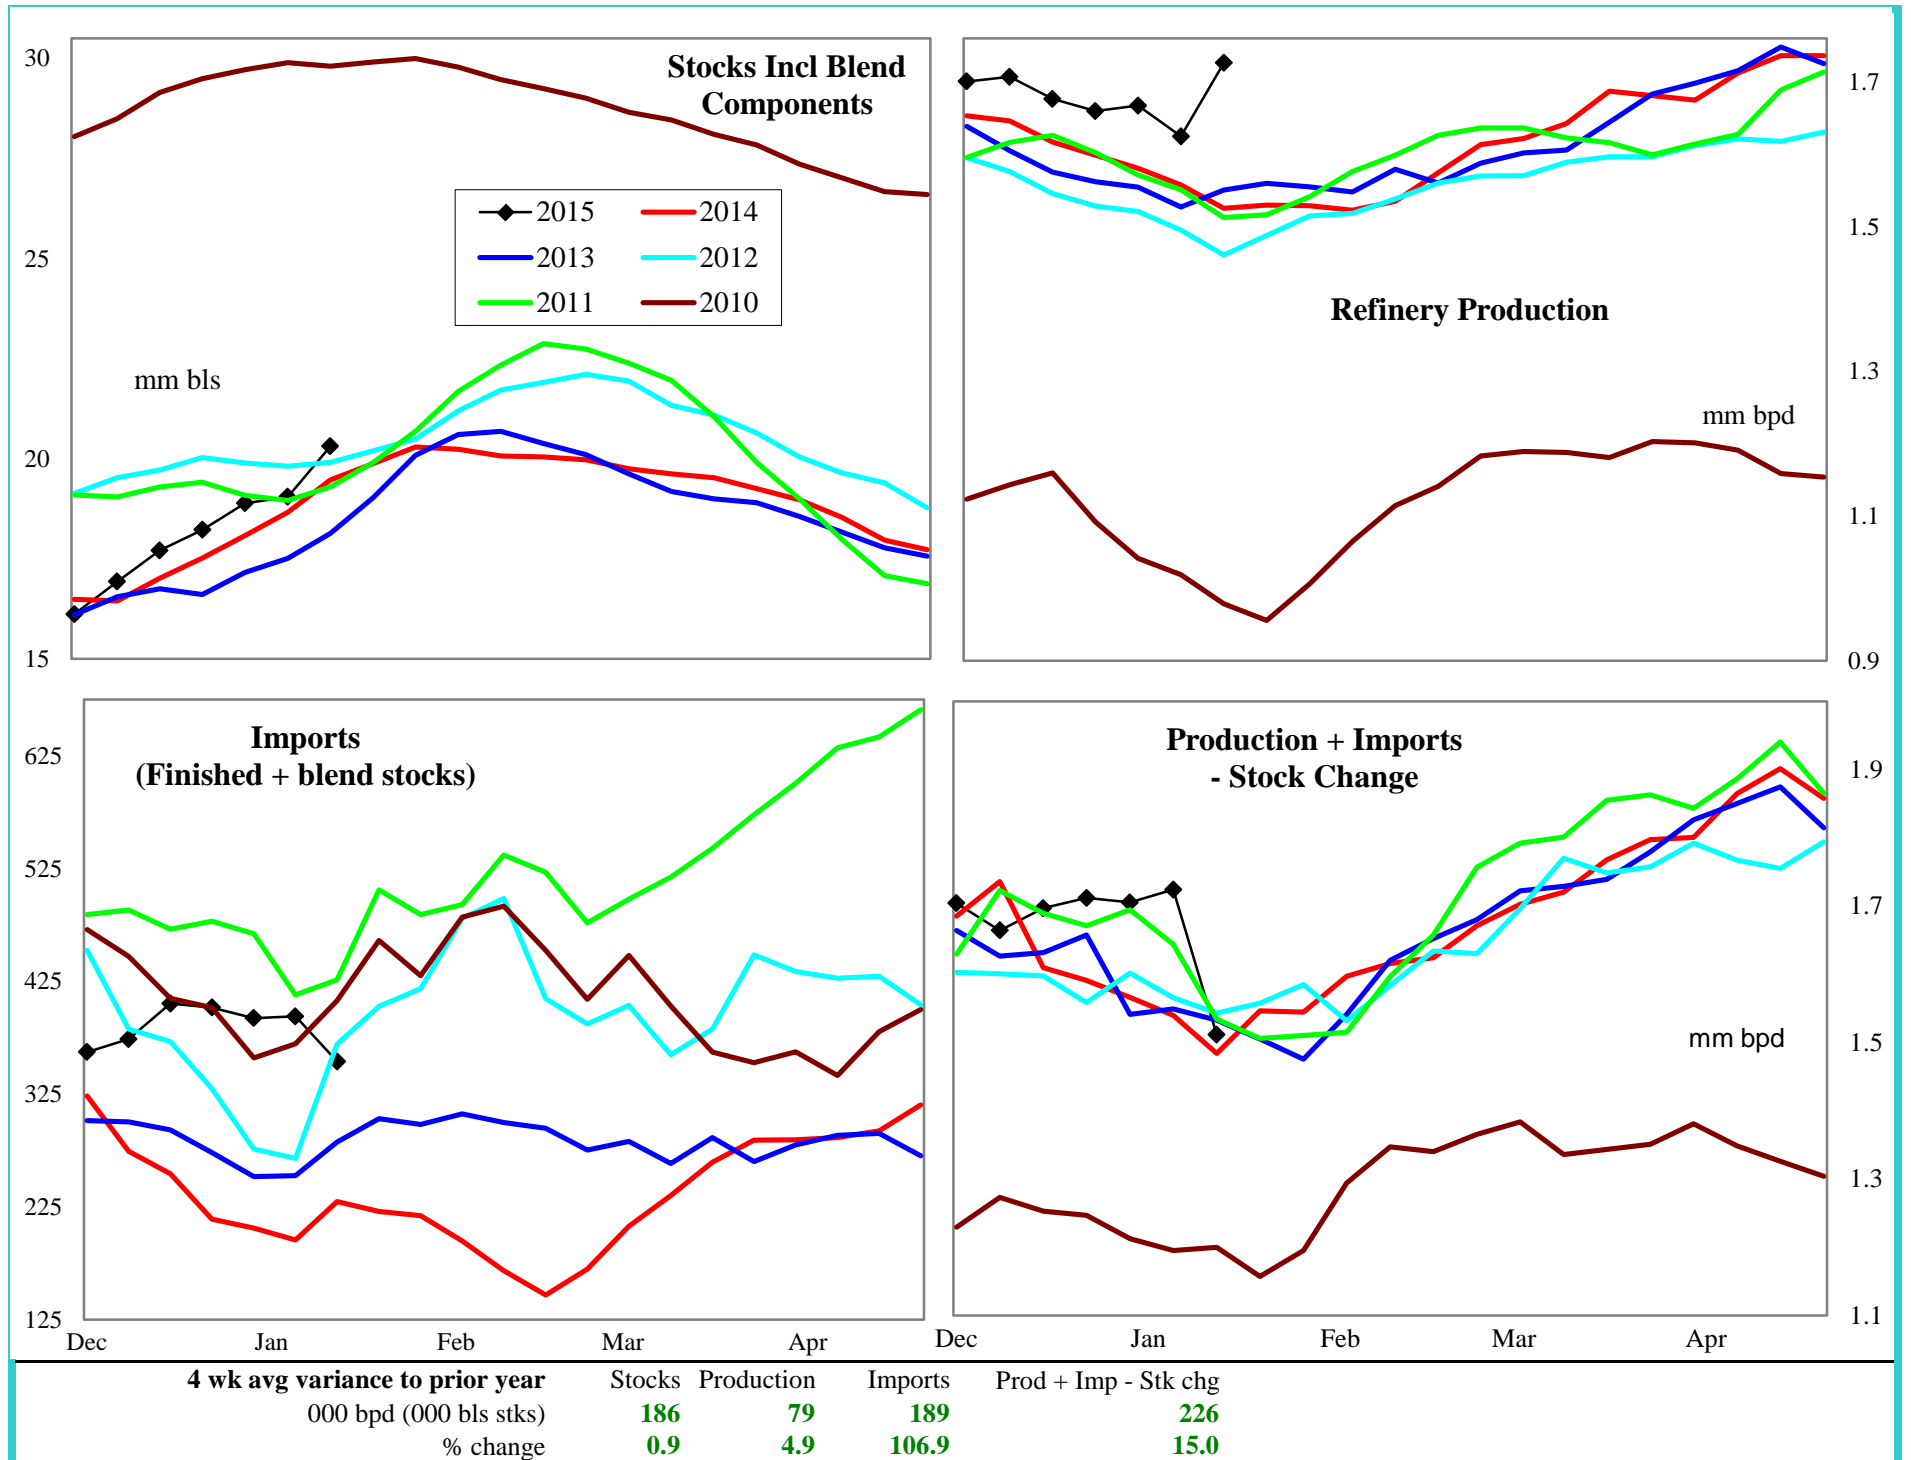 Stocks Incl Blend
Components
30
25
20
15
mm bls
2015 2014
2013 2012
2011 2010
Refinery Production
mm bpd
1.7
1.5
1.3
1.1
0.9
Imports
(Finished + blend stocks)
625
525
425
325
225
125
Dec Jan Feb Mar Apr
Production + Imports
- Stock Change
mm bpd
1.9
1.7
1.5
1.3
1.1
Dec Jan Feb Mar Apr
4 wk avg variance to prior year Stocks Production Imports Prod + Imp - Stk chg
000 bpd (000 bls stks) 186 79 189 226
% change 0.9 4.9 106.9 15.0